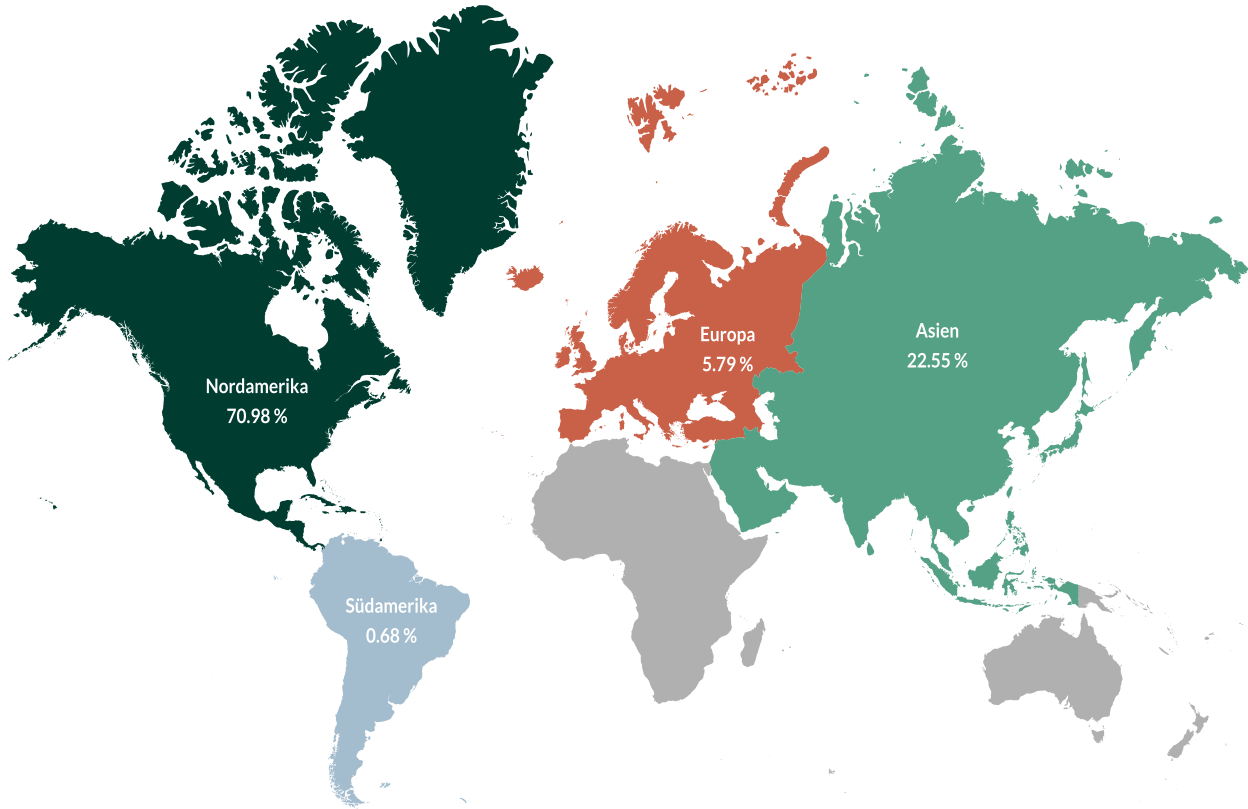 Nordamerika
70.98 %
Europa
5.79 %
Asien
22.55 %
Südamerika
0.68 %